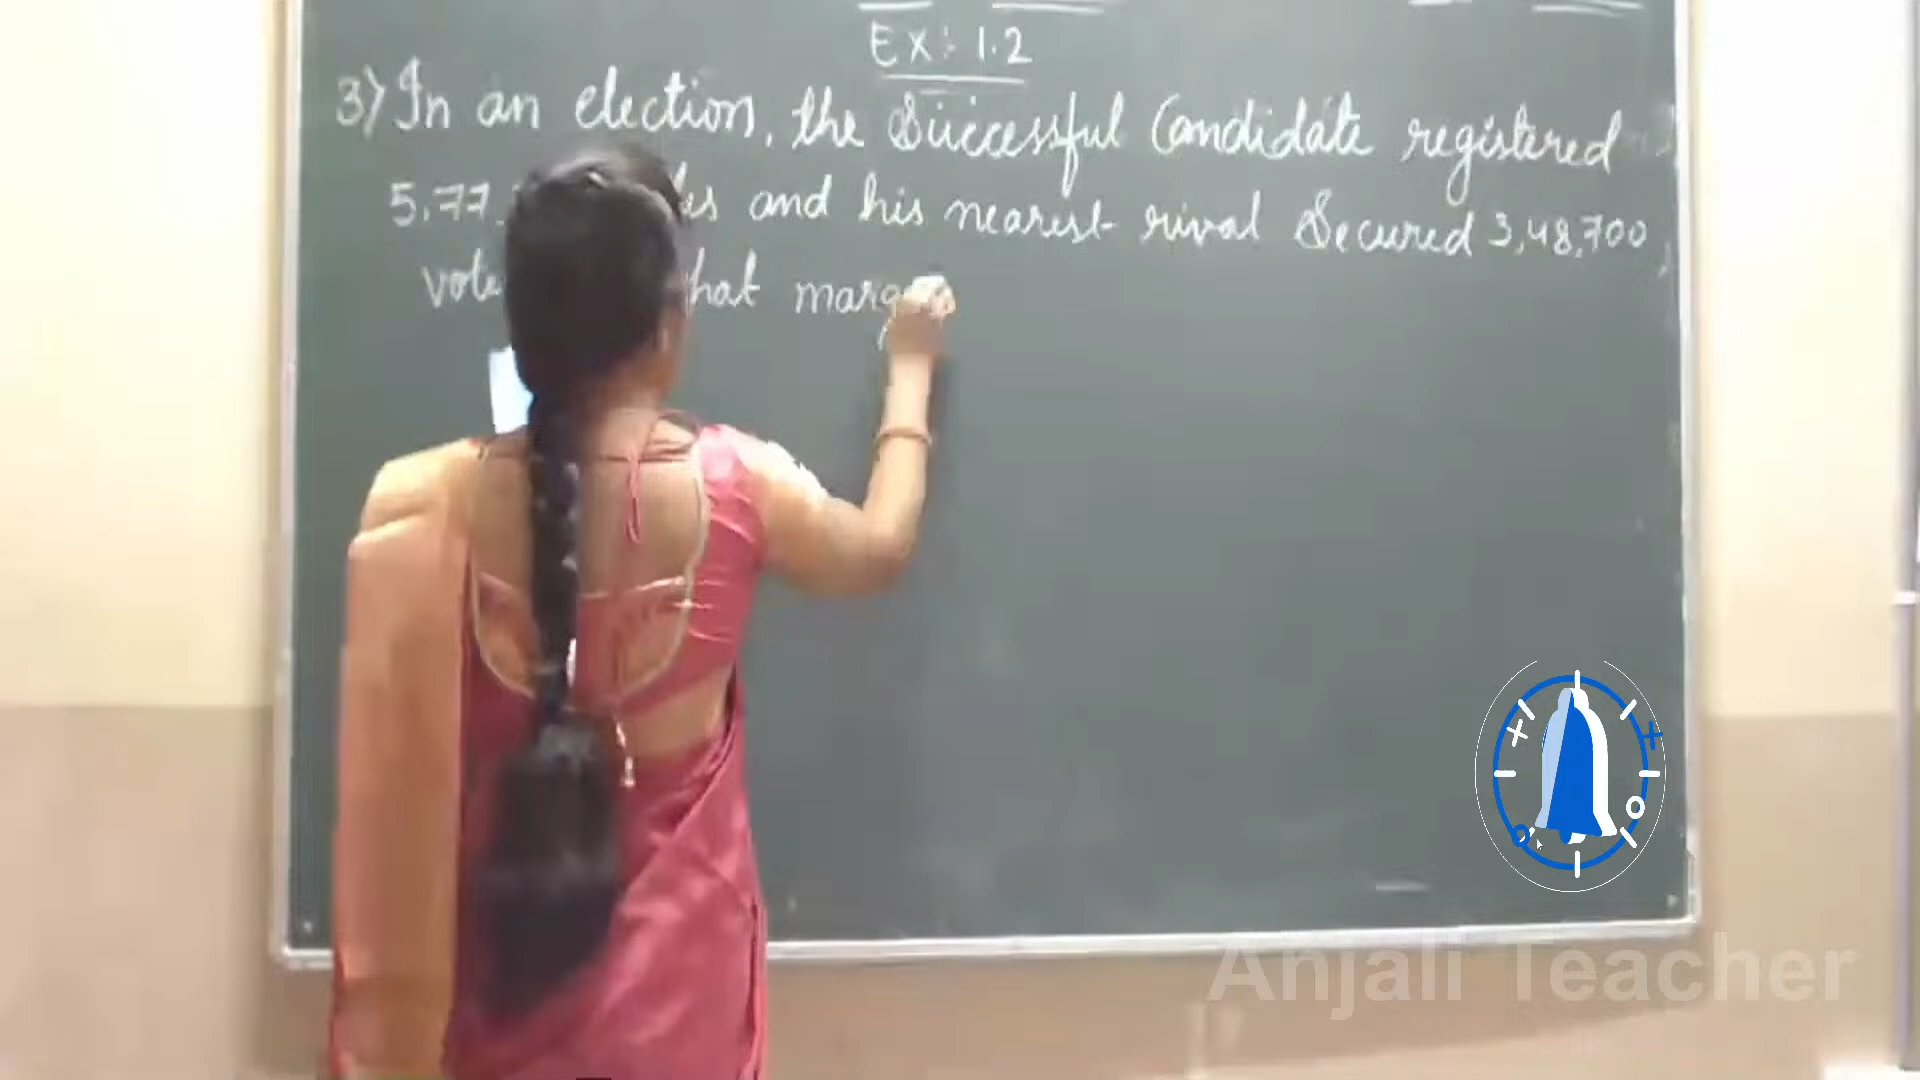 Ex: 1.2
3) In an election, the Successful Candidate registered
5,77, and his nearest rival Secured 3,48,700,
margin
Anjali Teacher